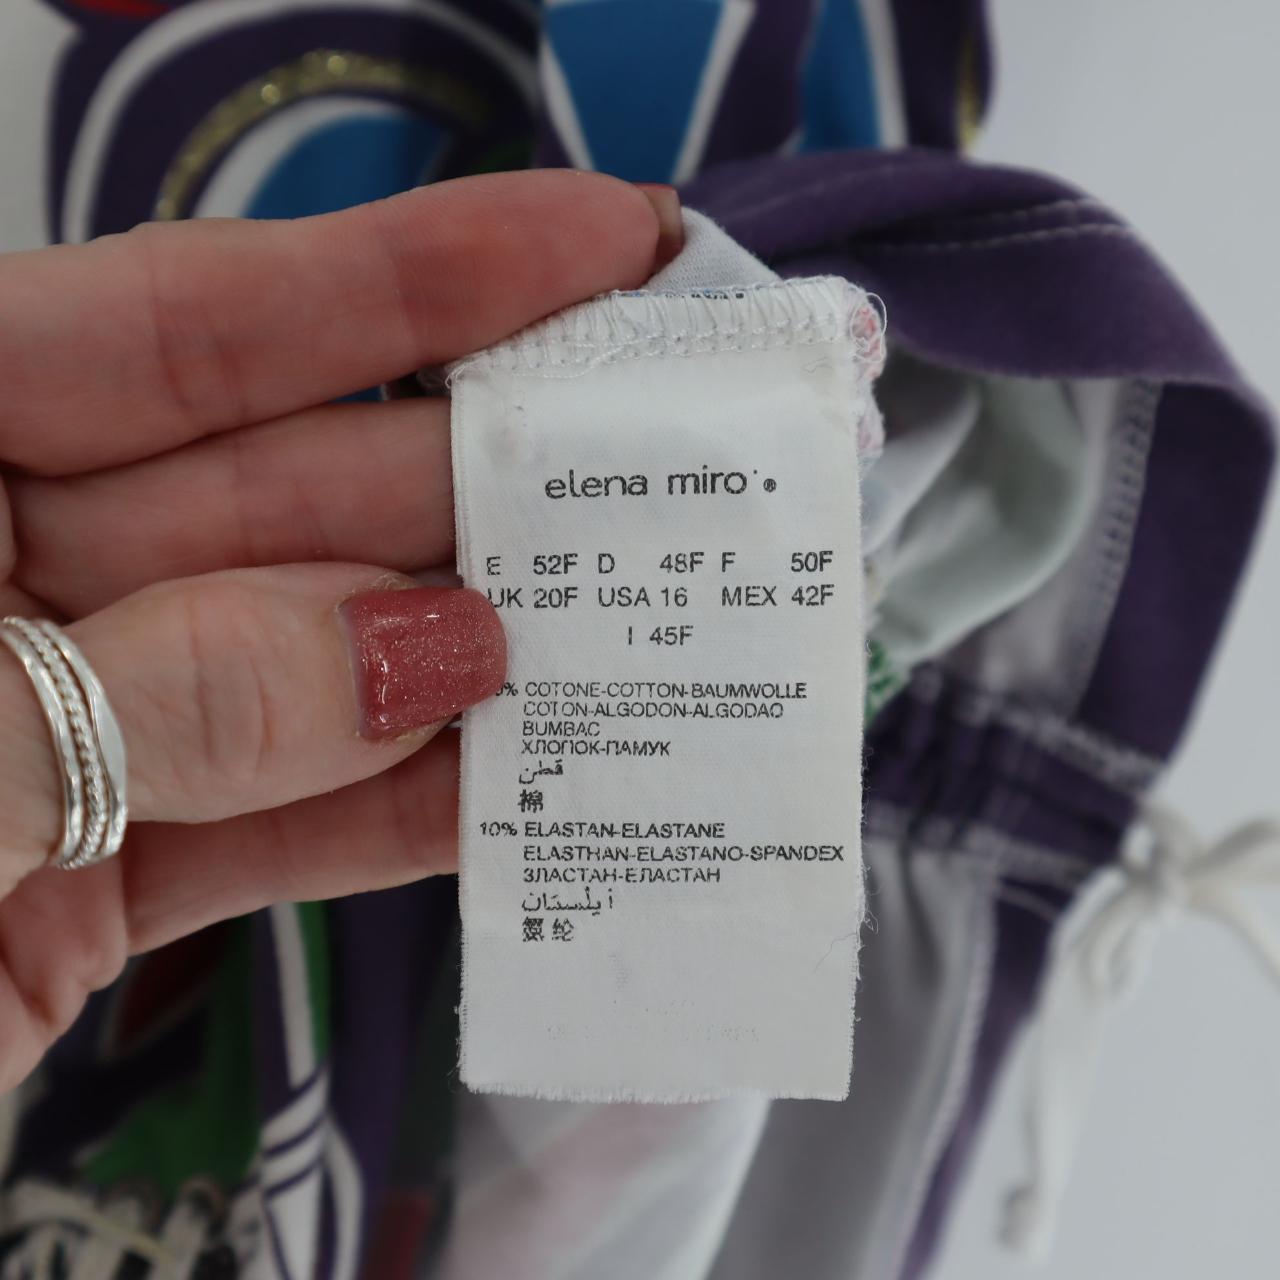 elena miro ®
E 52F D 48F F 50F
UK 20F USA 16 MEX 42F
I 45F
% COTONE-COTTON-BAUMWOLLE
COTON-ALGODON-ALGODAO
BUMBAC
ХЛОПОК-ПАМУК
قطن
棉
10% ELASTAN-ELASTANE
ELASTHAN-ELASTANO-SPANDEX
ЭЛАСТАН-ЕЛАСТАН
أيلستان
氨纶